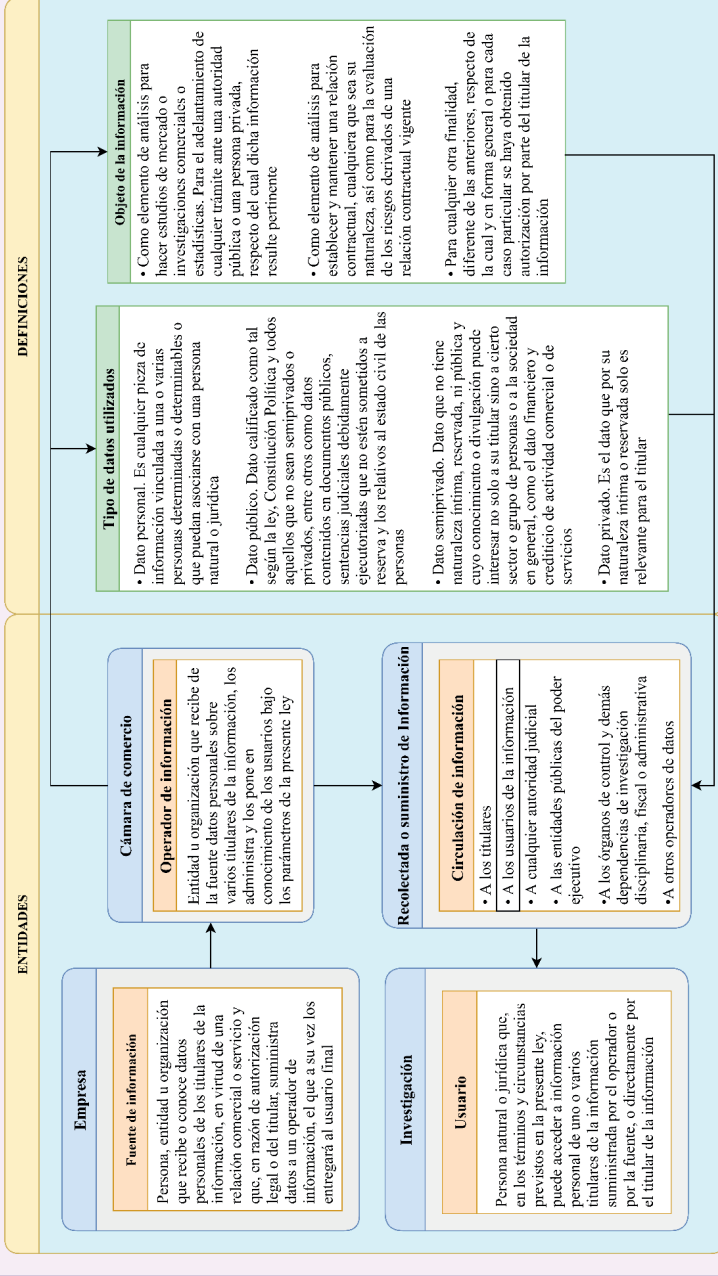 ENTIDADES
Empresa
Fuente de información
Persona, entidad u organización
que recibe o conoce datos
personales de los titulares de la
información, en virtud de una
relación comercial o servicio y
que, en razón de autorización
legal o del titular, suministra
datos a un operador de
información, el que a su vez los
entregará al usuario final
Cámara de comercio
Operador de información
Entidad u organización que recibe de
la fuente datos personales sobre
varios titulares de la información, los
administra y los pone en
conocimiento de los usuarios bajo
los parámetros de la presente ley
Investigación
Usuario
Persona natural o jurídica que,
en los términos y circunstancias
previstos en la presente ley,
puede acceder a información
personal de uno o varios
titulares de la información
suministrada por el operador o
por la fuente, o directamente por
el titular de la información
Recolectada o suministro de Información
Circulación de información
• A los titulares
• A los usuarios de la información
• A cualquier autoridad judicial
• A las entidades públicas del poder
ejecutivo
•A los órganos de control y demás
dependencias de investigación
disciplinaria, fiscal o administrativa
•A otros operadores de datos
DEFINICIONES
Tipo de datos utilizados
• Dato personal. Es cualquier pieza de
información vinculada a una o varias
personas determinadas o determinables o
que puedan asociarse con una persona
natural o jurídica
• Dato público. Dato calificado como tal
según la ley, Constitución Política y todos
aquellos que no sean semiprivados o
privados, entre otros como datos
contenidos en documentos públicos,
sentencias judiciales debidamente
ejecutoriadas que no estén sometidos a
reserva y los relativos al estado civil de las
personas
• Dato semiprivado. Dato que no tiene
naturaleza íntima, reservada, ni pública y
cuyo conocimiento o divulgación puede
interesar no solo a su titular sino a cierto
sector o grupo de personas o a la sociedad
en general, como el dato financiero y
crediticio de actividad comercial o de
servicios
• Dato privado. Es el dato que por su
naturaleza íntima o reservada solo es
relevante para el titular
Objeto de la información
• Como elemento de análisis para
hacer estudios de mercado o
investigaciones comerciales o
estadísticas. Para el adelantamiento de
cualquier trámite ante una autoridad
pública o una persona privada,
respecto del cual dicha información
resulte pertinente
• Como elemento de análisis para
establecer y mantener una relación
contractual, cualquiera que sea su
naturaleza, así como para la evaluación
de los riesgos derivados de una
relación contractual vigente
• Para cualquier otra finalidad,
diferente de las anteriores, respecto de
la cual y en forma general o para cada
caso particular se haya obtenido
autorización por parte del titular de la
información